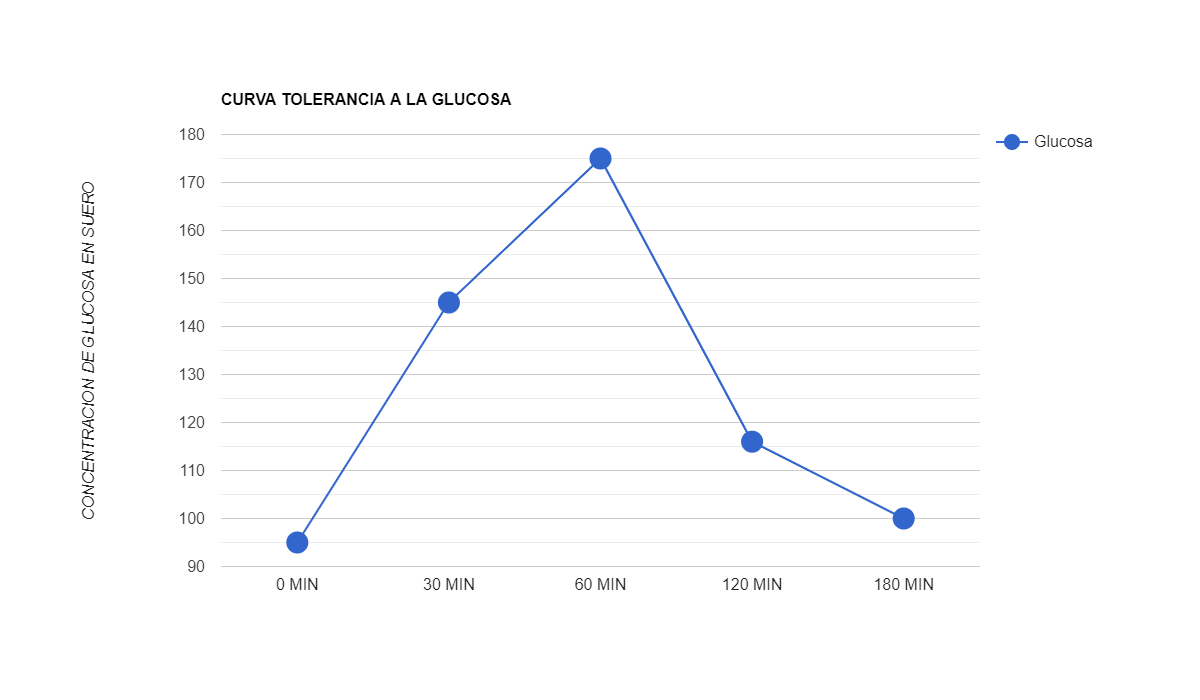 CURVA TOLERANCIA A LA GLUCOSA
CONCENTRACION DE GLUCOSA EN SUERO
180
170
160
150
140
130
120
110
100
90
0 MIN
30 MIN
60 MIN
120 MIN
180 MIN
Glucosa